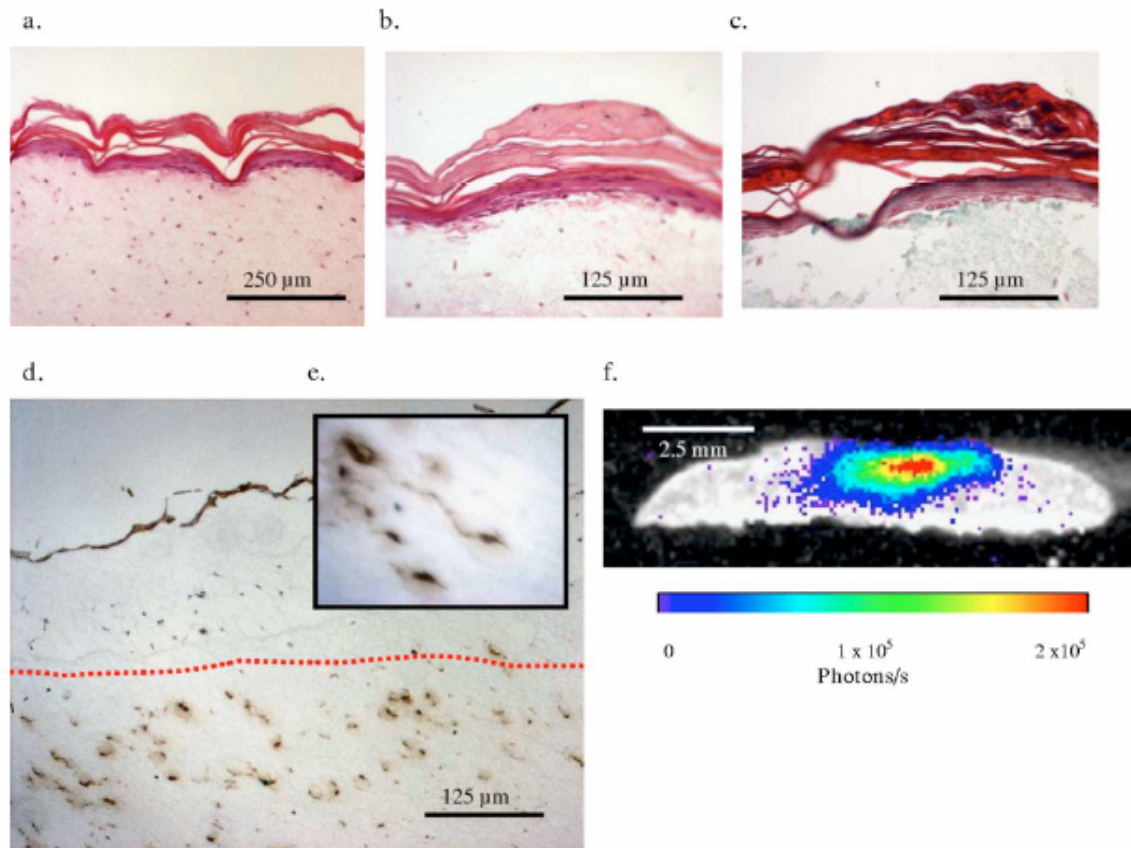 a.
b.
c.
250 µm
125 µm
125 µm
d.
e.
f.
2.5 mm
125 µm
0
1 x 10⁵
2 x10⁵
Photons/s